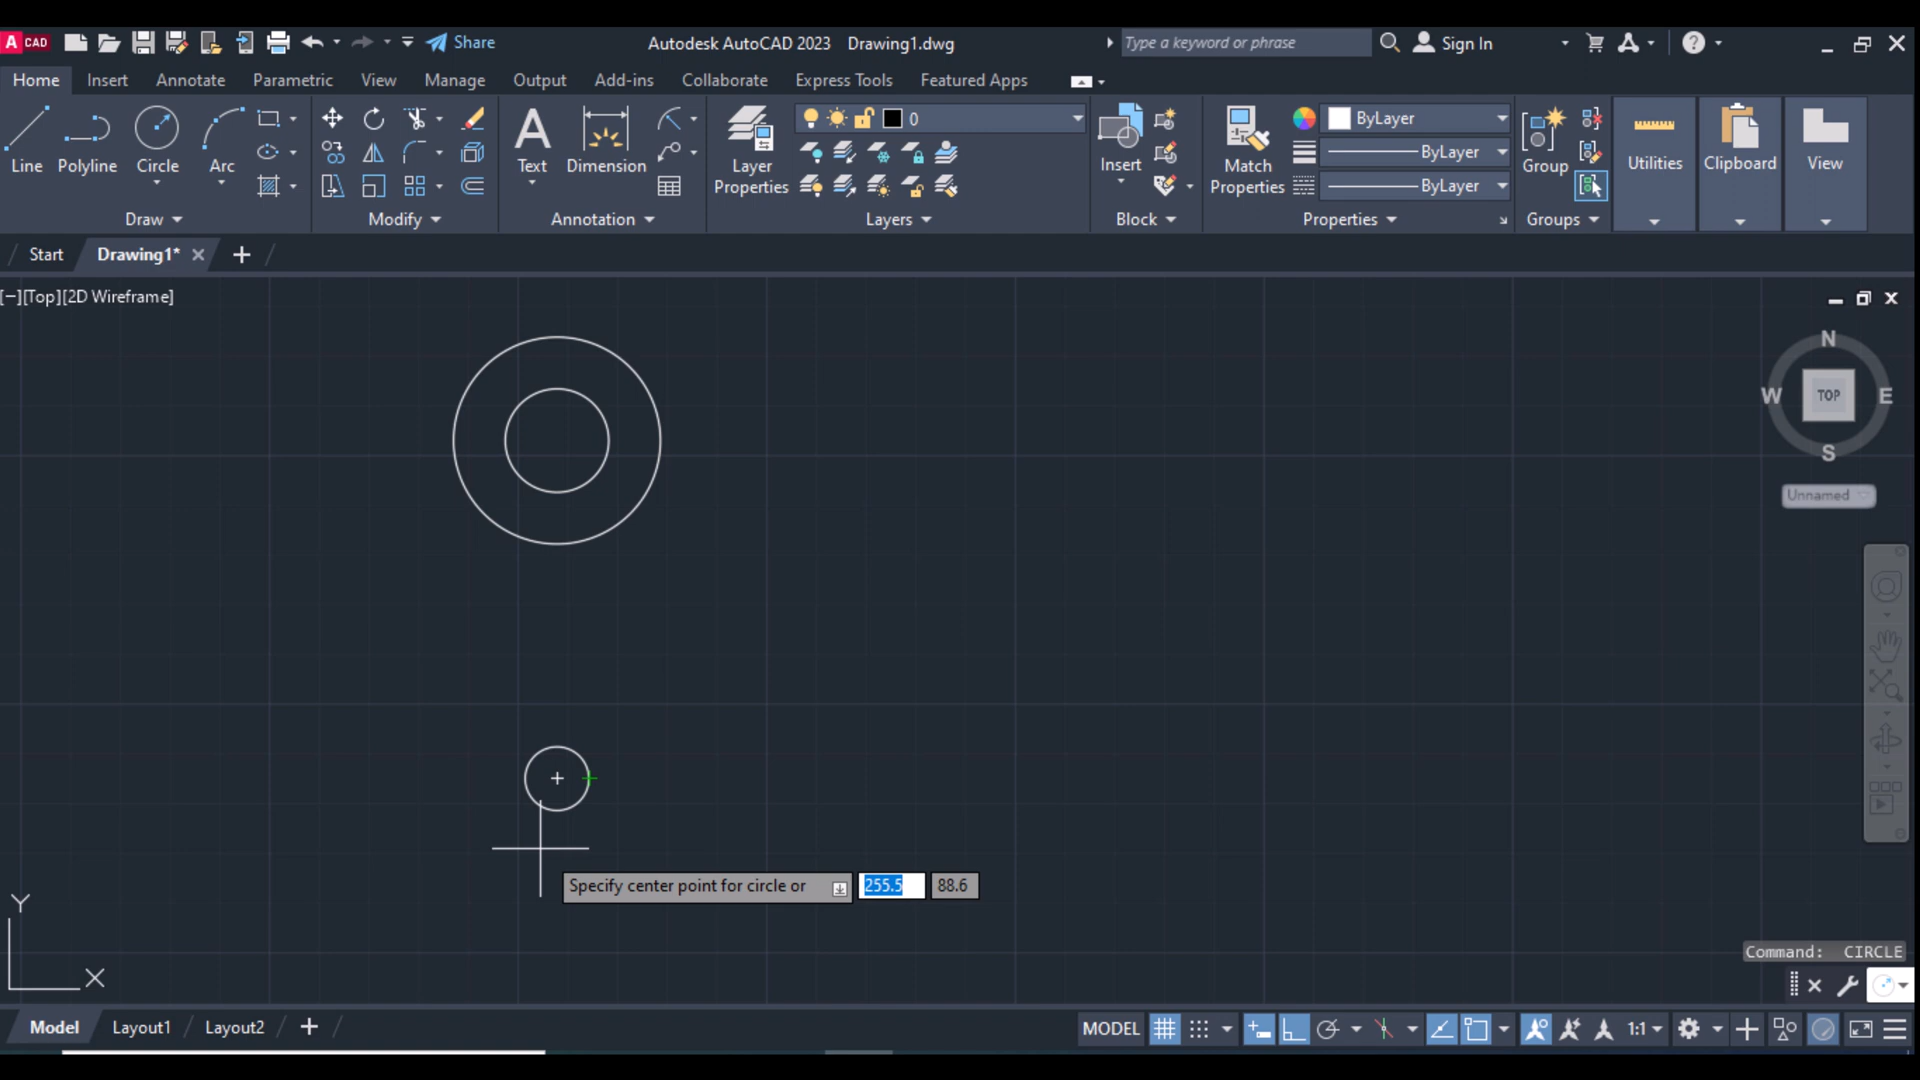 A CAD
Share
Autodesk AutoCAD 2023 Drawing1.dwg
Type a keyword or phrase
Sign In
Home Insert Annotate Parametric View Manage Output Add-ins Collaborate Express Tools Featured Apps
Line Polyline Circle Arc
Draw
Modify
Text Dimension
Annotation
Layer Properties
0
Layers
Insert
Block
Match Properties
ByLayer
ByLayer
ByLayer
Properties
Group
Groups
Utilities
Clipboard
View
Start Drawing1*
[−][Top][2D Wireframe]
N
W TOP E
S
Unnamed
Specify center point for circle or 255.5 88.6
Y
X
Command: CIRCLE
Model Layout1 Layout2
MODEL 1:1